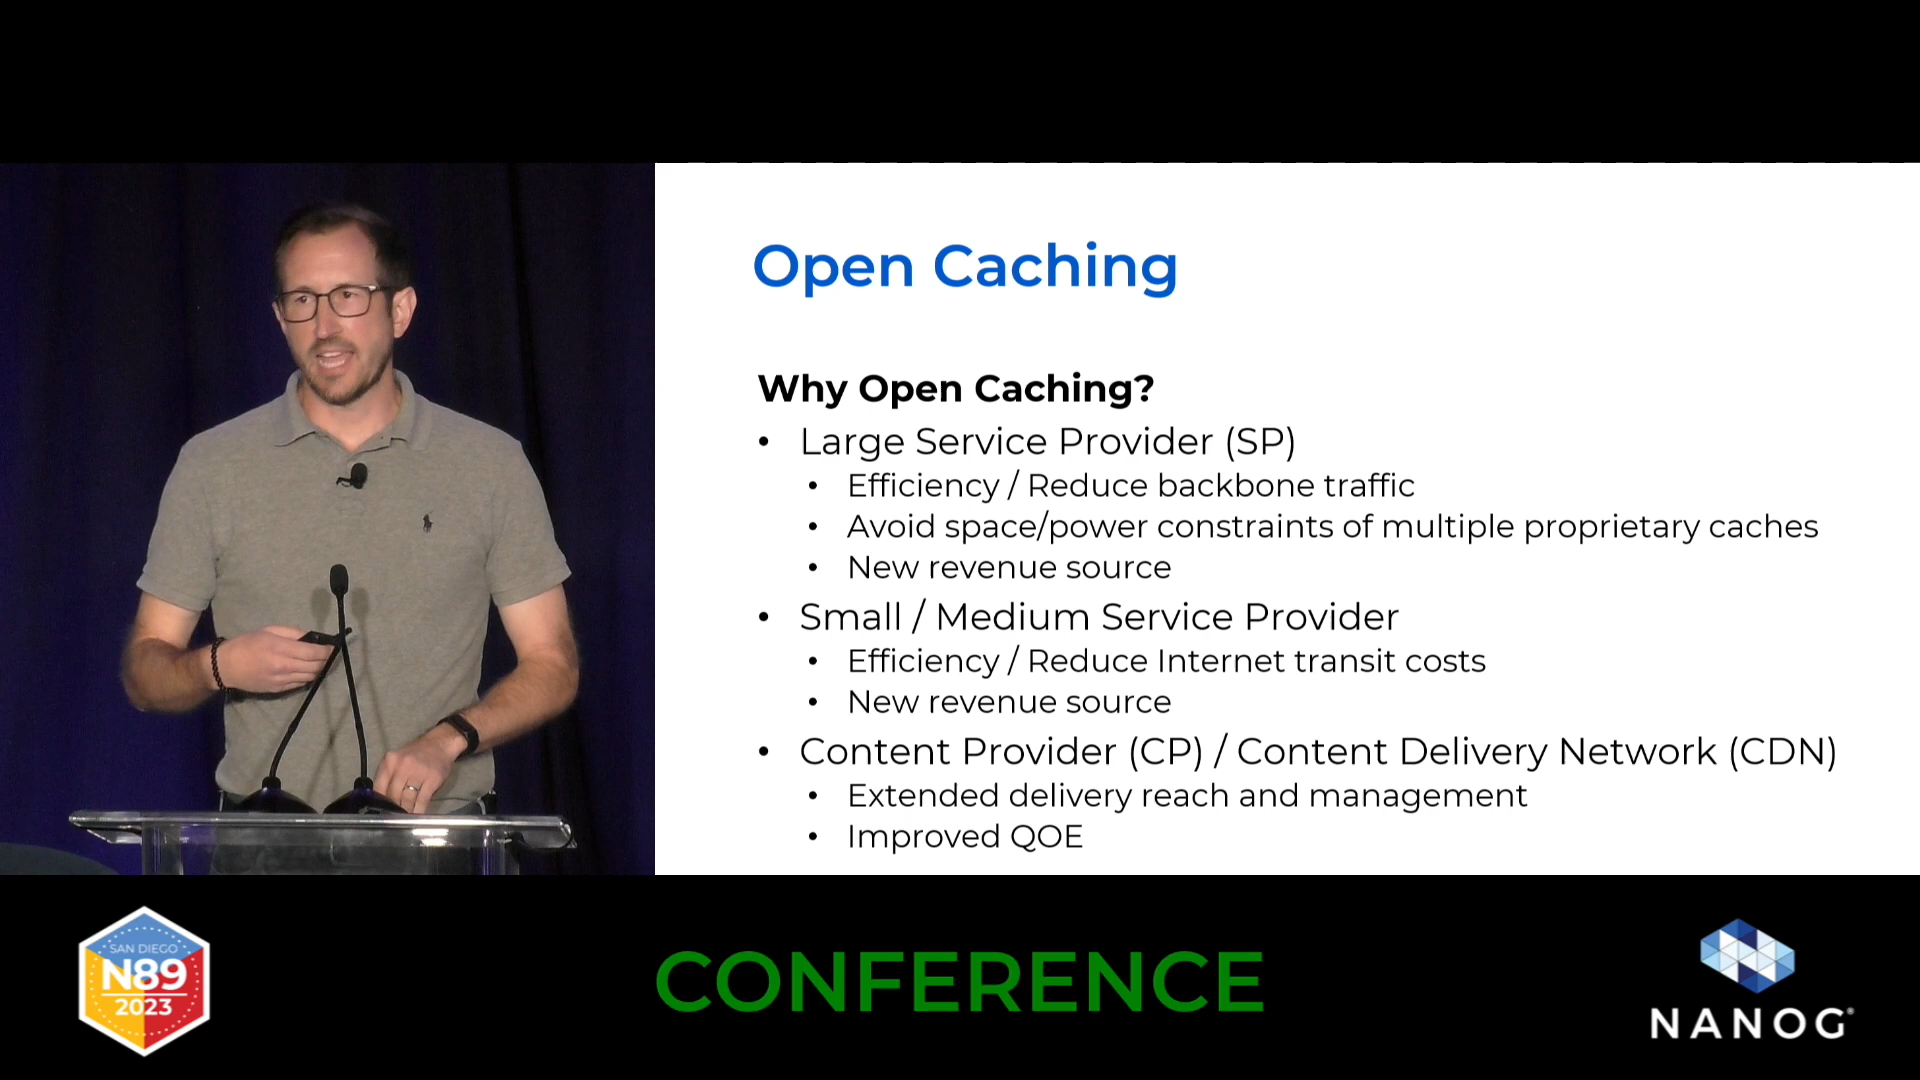 Open Caching
Why Open Caching?
• Large Service Provider (SP)
• Efficiency / Reduce backbone traffic
• Avoid space/power constraints of multiple proprietary caches
• New revenue source
• Small / Medium Service Provider
• Efficiency / Reduce Internet transit costs
• New revenue source
• Content Provider (CP) / Content Delivery Network (CDN)
• Extended delivery reach and management
• Improved QOE
SAN DIEGO
N89
2023
CONFERENCE
NANOG®